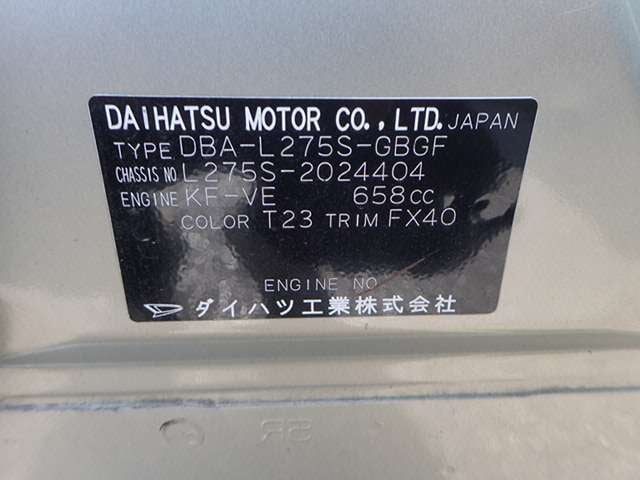 DAIHATSU MOTOR CO., LTD. JAPAN
TYPE DBA-L275S-GBGF
CHASSIS NO L275S-2024404
ENGINE KF-VE 658CC
COLOR T23 TRIM FX40
ENGINE NO
ダイハツ工業株式会社